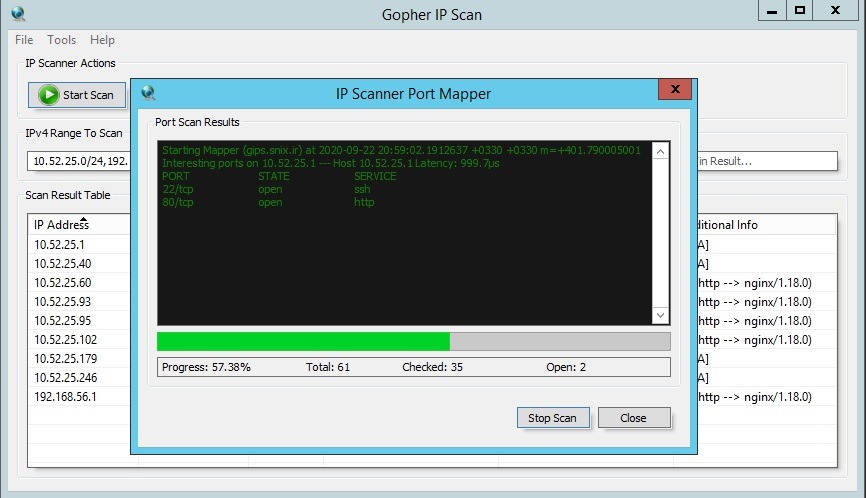 Gopher IP Scan
File Tools Help
IP Scanner Actions
Start Scan
IPv4 Range To Scan
10.52.25.0/24,192.
in Result...
Scan Result Table
IP Address
ditional Info
10.52.25.1
A]
10.52.25.40
A]
10.52.25.60
http --> nginx/1.18.0)
10.52.25.93
http --> nginx/1.18.0)
10.52.25.95
http --> nginx/1.18.0)
10.52.25.102
http --> nginx/1.18.0)
10.52.25.179
A]
10.52.25.246
A]
192.168.56.1
http --> nginx/1.18.0)
IP Scanner Port Mapper
Port Scan Results
Starting Mapper (gips.snix.ir) at 2020-09-22 20:59:02.1912637 +0330 +0330 m=+401.790005001
Interesting ports on 10.52.25.1 --- Host 10.52.25.1 Latency: 999.7µs
PORT STATE SERVICE
22/tcp open ssh
80/tcp open http
Progress: 57.38% Total: 61 Checked: 35 Open: 2
Stop Scan Close